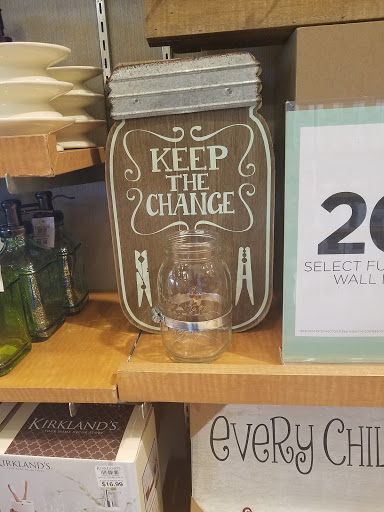 KEEP
THE
CHANGE
20
SELECT FU
WALL
KIRKLAND'S
KIRKLAND'S
$16.99
eveRy CHIL